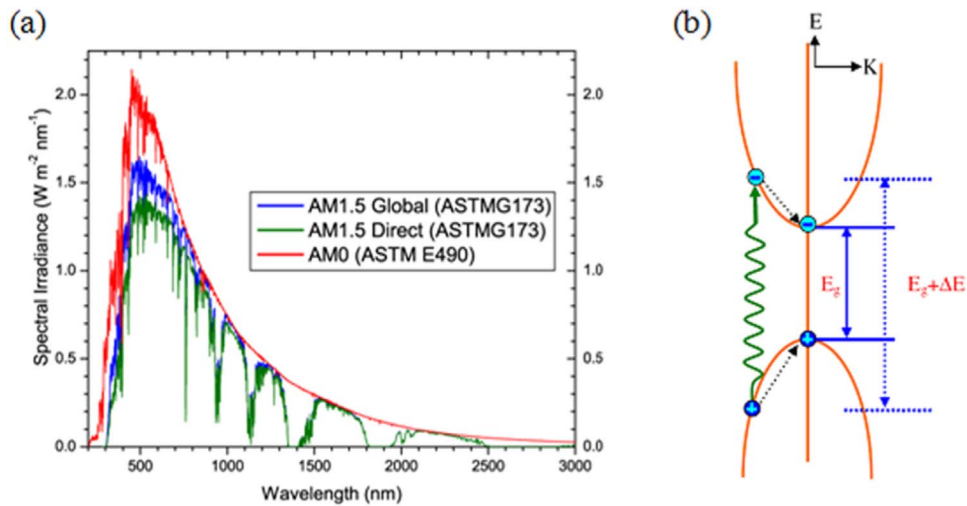 (a)
2.0
1.5
1.0
0.5
0.0
Spectral Irradiance (W m⁻² nm⁻¹)
AM1.5 Global (ASTMG173)
AM1.5 Direct (ASTMG173)
AM0 (ASTM E490)
2.0
1.5
1.0
0.5
0.0
500 1000 1500 2000 2500 3000
Wavelength (nm)
(b)
E
K
E_g
E_g+ΔE